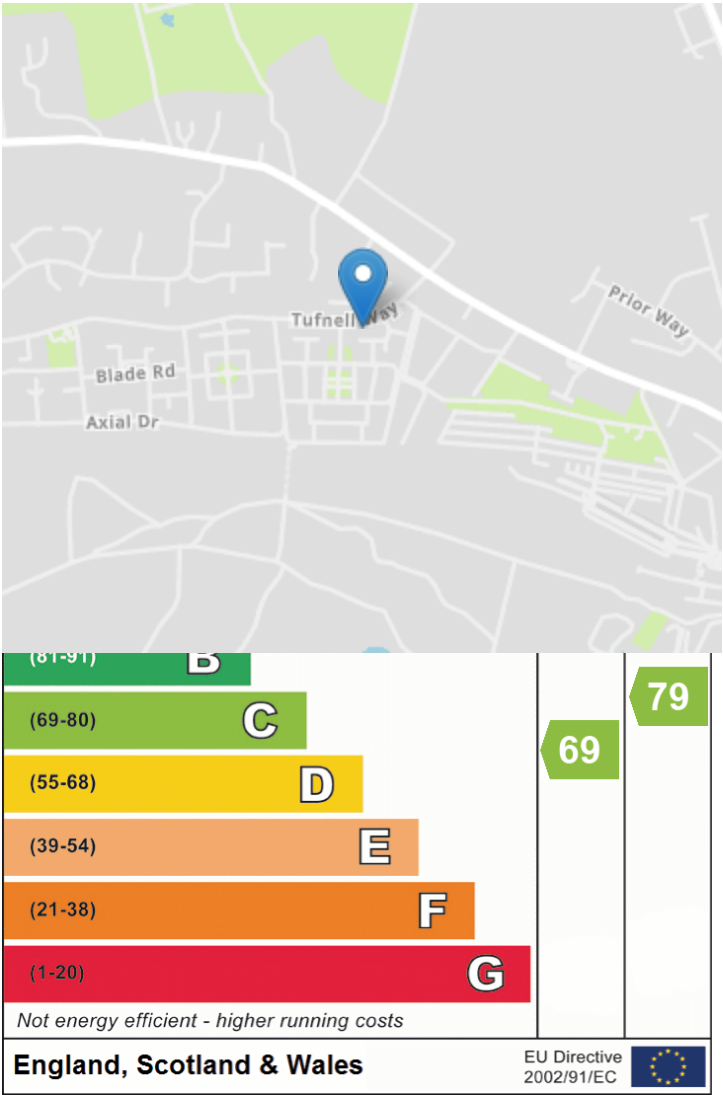 Prior Way
Tufnell Way
Blade Rd
Axial Dr
(81-91) B
79
(69-80) C
69
(55-68) D
(39-54) E
(21-38) F
(1-20) G
Not energy efficient - higher running costs
England, Scotland & Wales
EU Directive
2002/91/EC